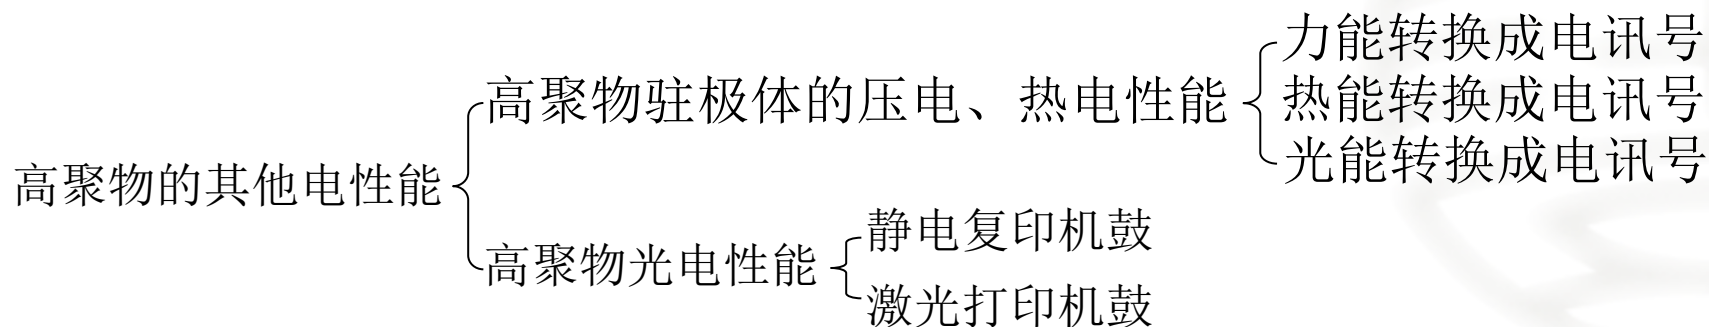 高聚物的其他电性能
高聚物驻极体的压电、热电性能
力能转换成电讯号
热能转换成电讯号
光能转换成电讯号
高聚物光电性能
静电复印机鼓
激光打印机鼓